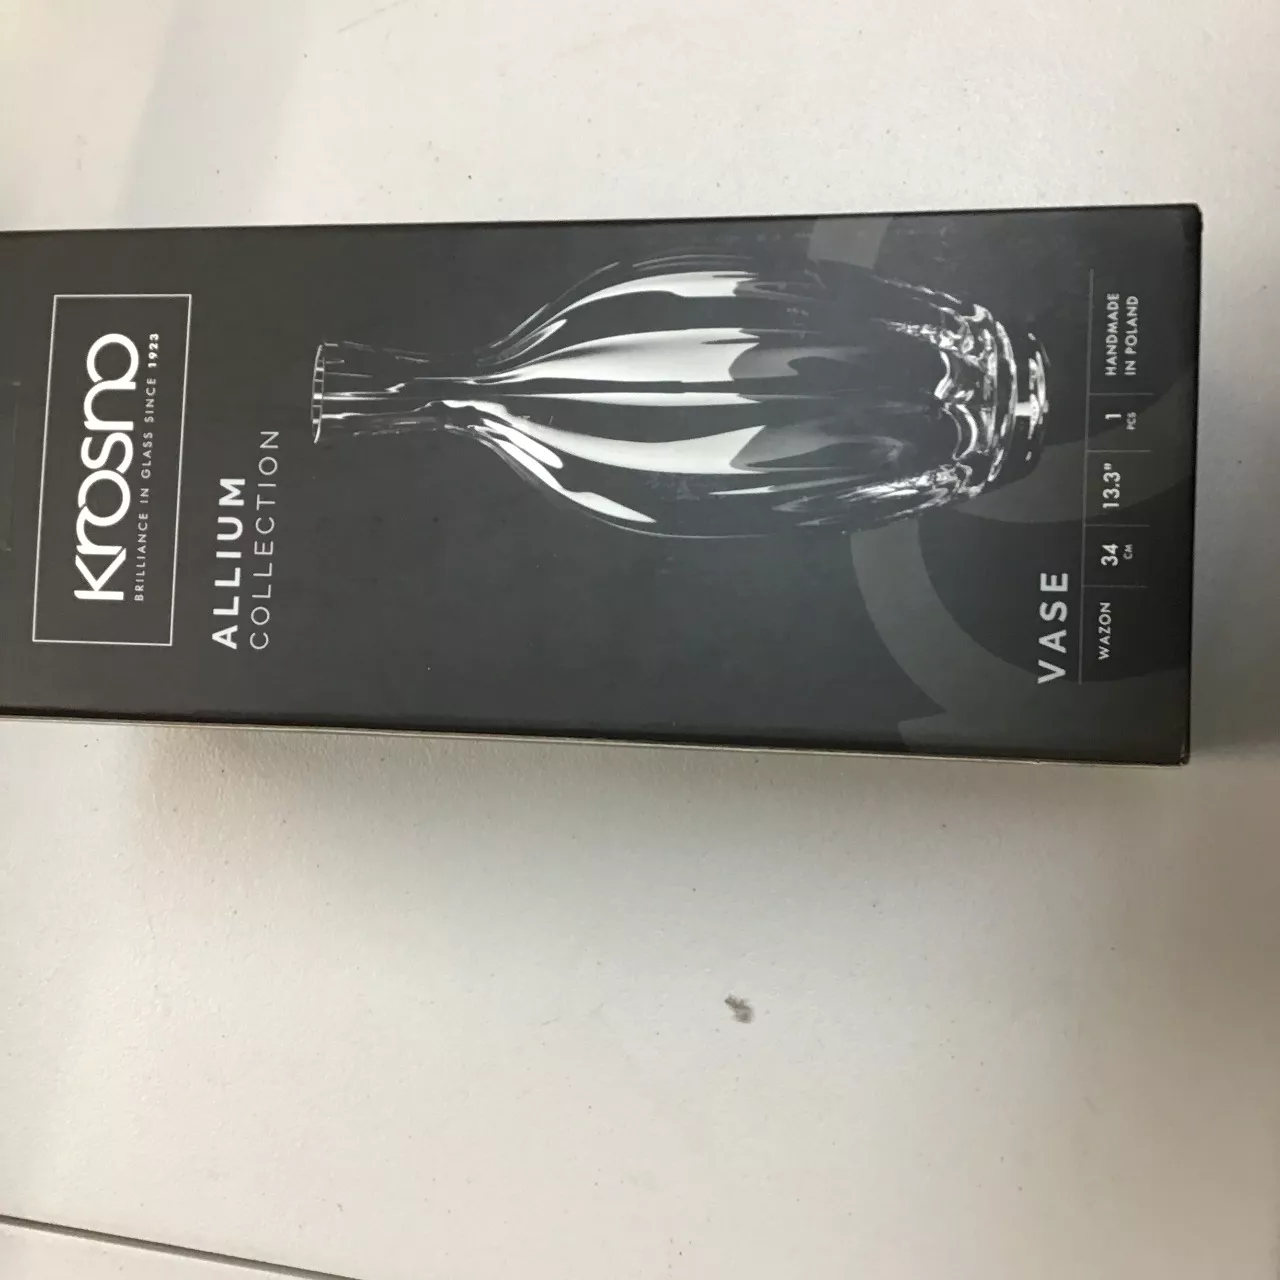 Krosno
BRILLIANCE IN GLASS SINCE 1923
ALLIUM
COLLECTION
VASE
WAZON
34
CM
13.3"
1
PCS
HANDMADE
IN POLAND